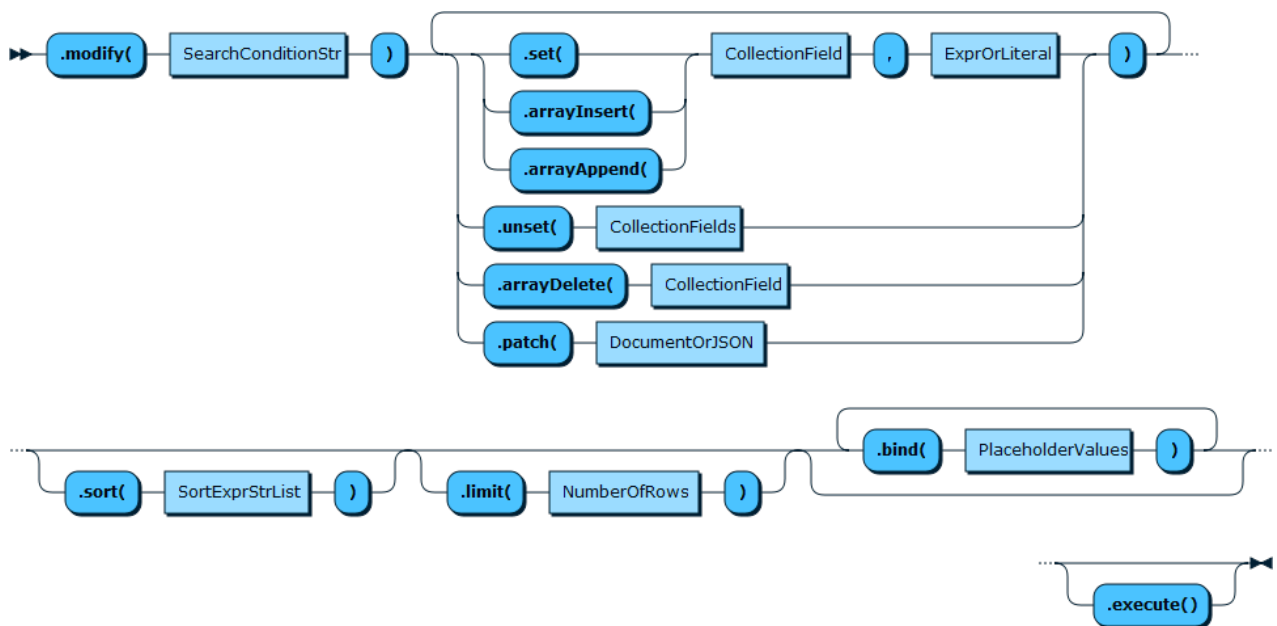 .modify( SearchConditionStr ) .set( CollectionField , ExprOrLiteral )
.arrayInsert(
.arrayAppend(
.unset( CollectionFields
.arrayDelete( CollectionField
.patch( DocumentOrJSON
.bind( PlaceholderValues )
.sort( SortExprStrList ) .limit( NumberOfRows )
.execute()